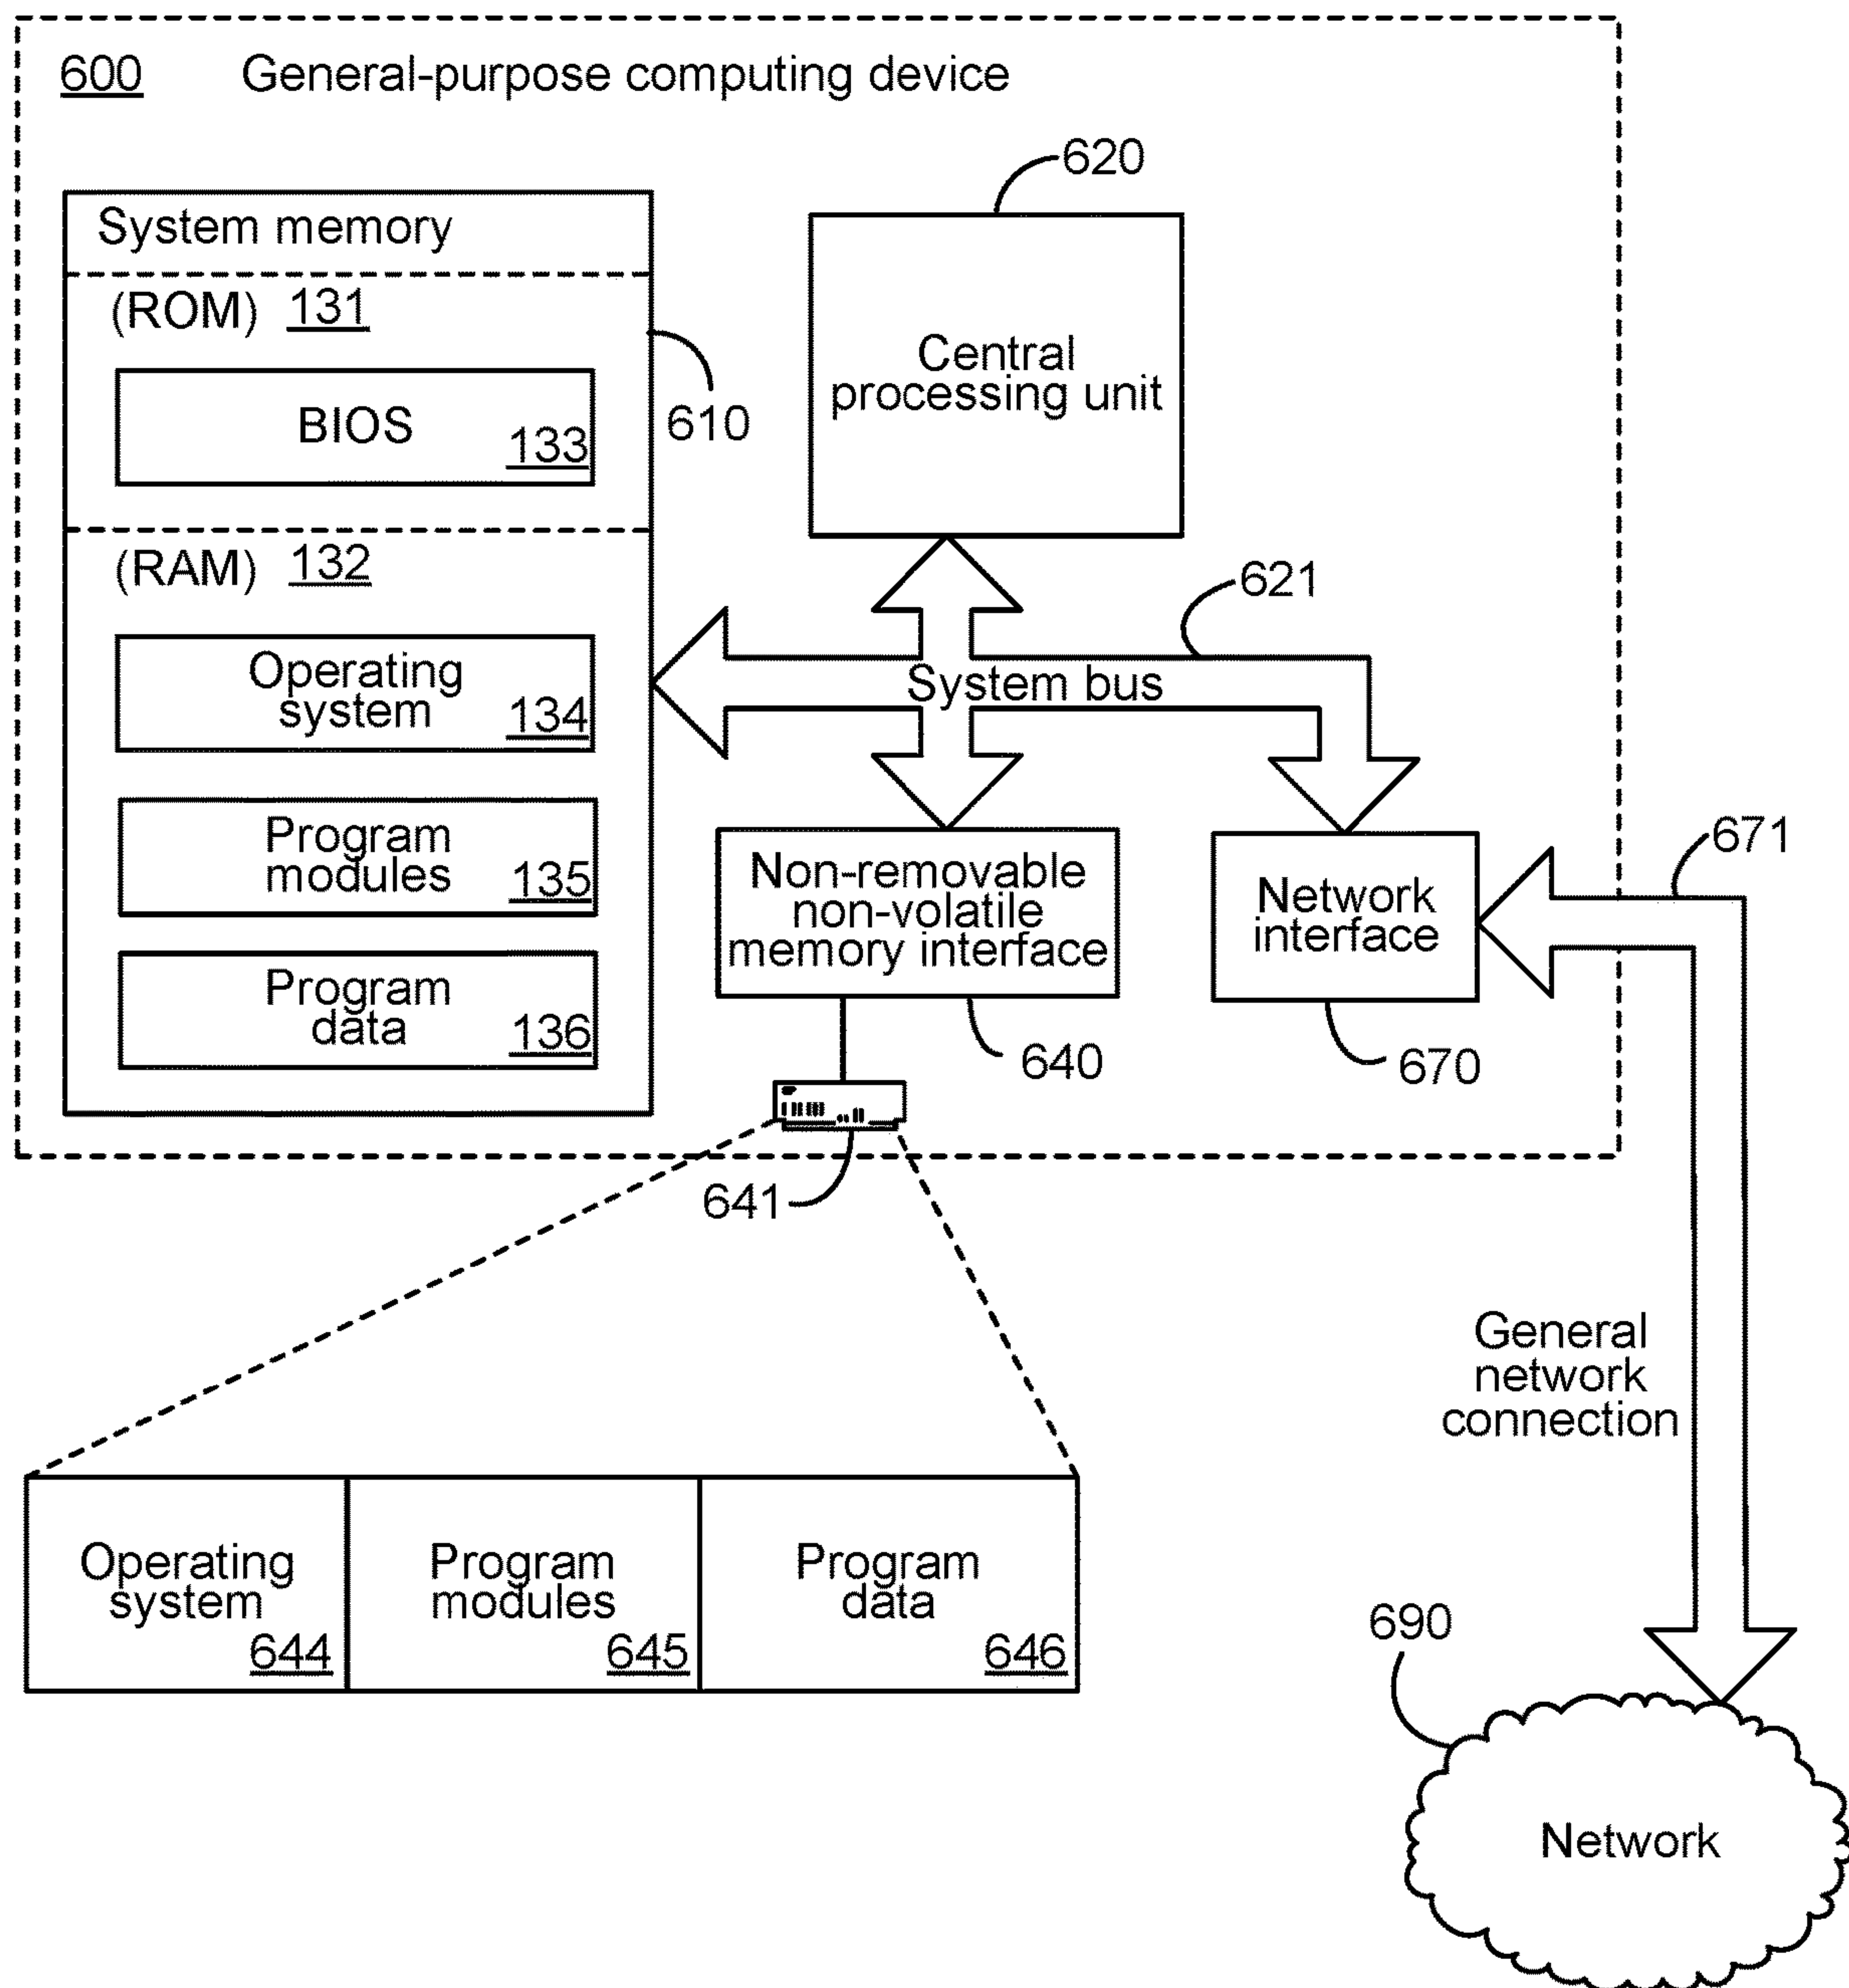 600 General-purpose computing device
620
System memory
(ROM) 131
BIOS
133
610
Central
processing unit
(RAM) 132
621
Operating
system
134
System bus
Program
modules
135
Non-removable
non-volatile
memory interface
Network
interface
671
Program
data
136
640
670
641
General
network
connection
Operating
system
644
Program
modules
645
Program
data
646
690
Network